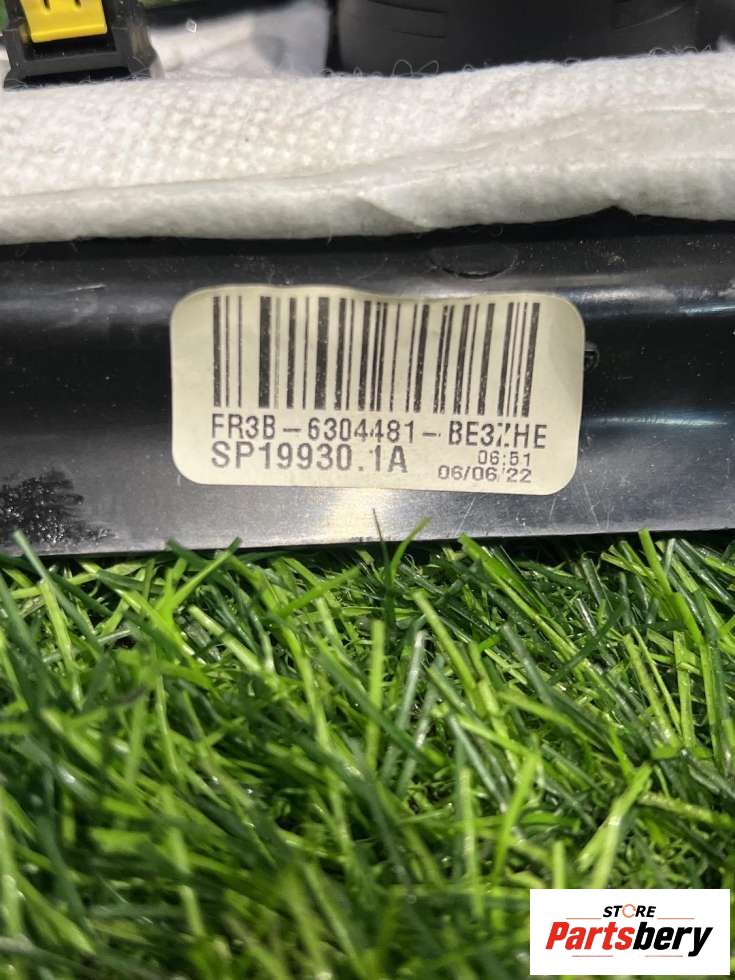 FR3B-6304481-BE3ZHE
SP19930.1A
06:51
06/06/22
STORE
Partsbery